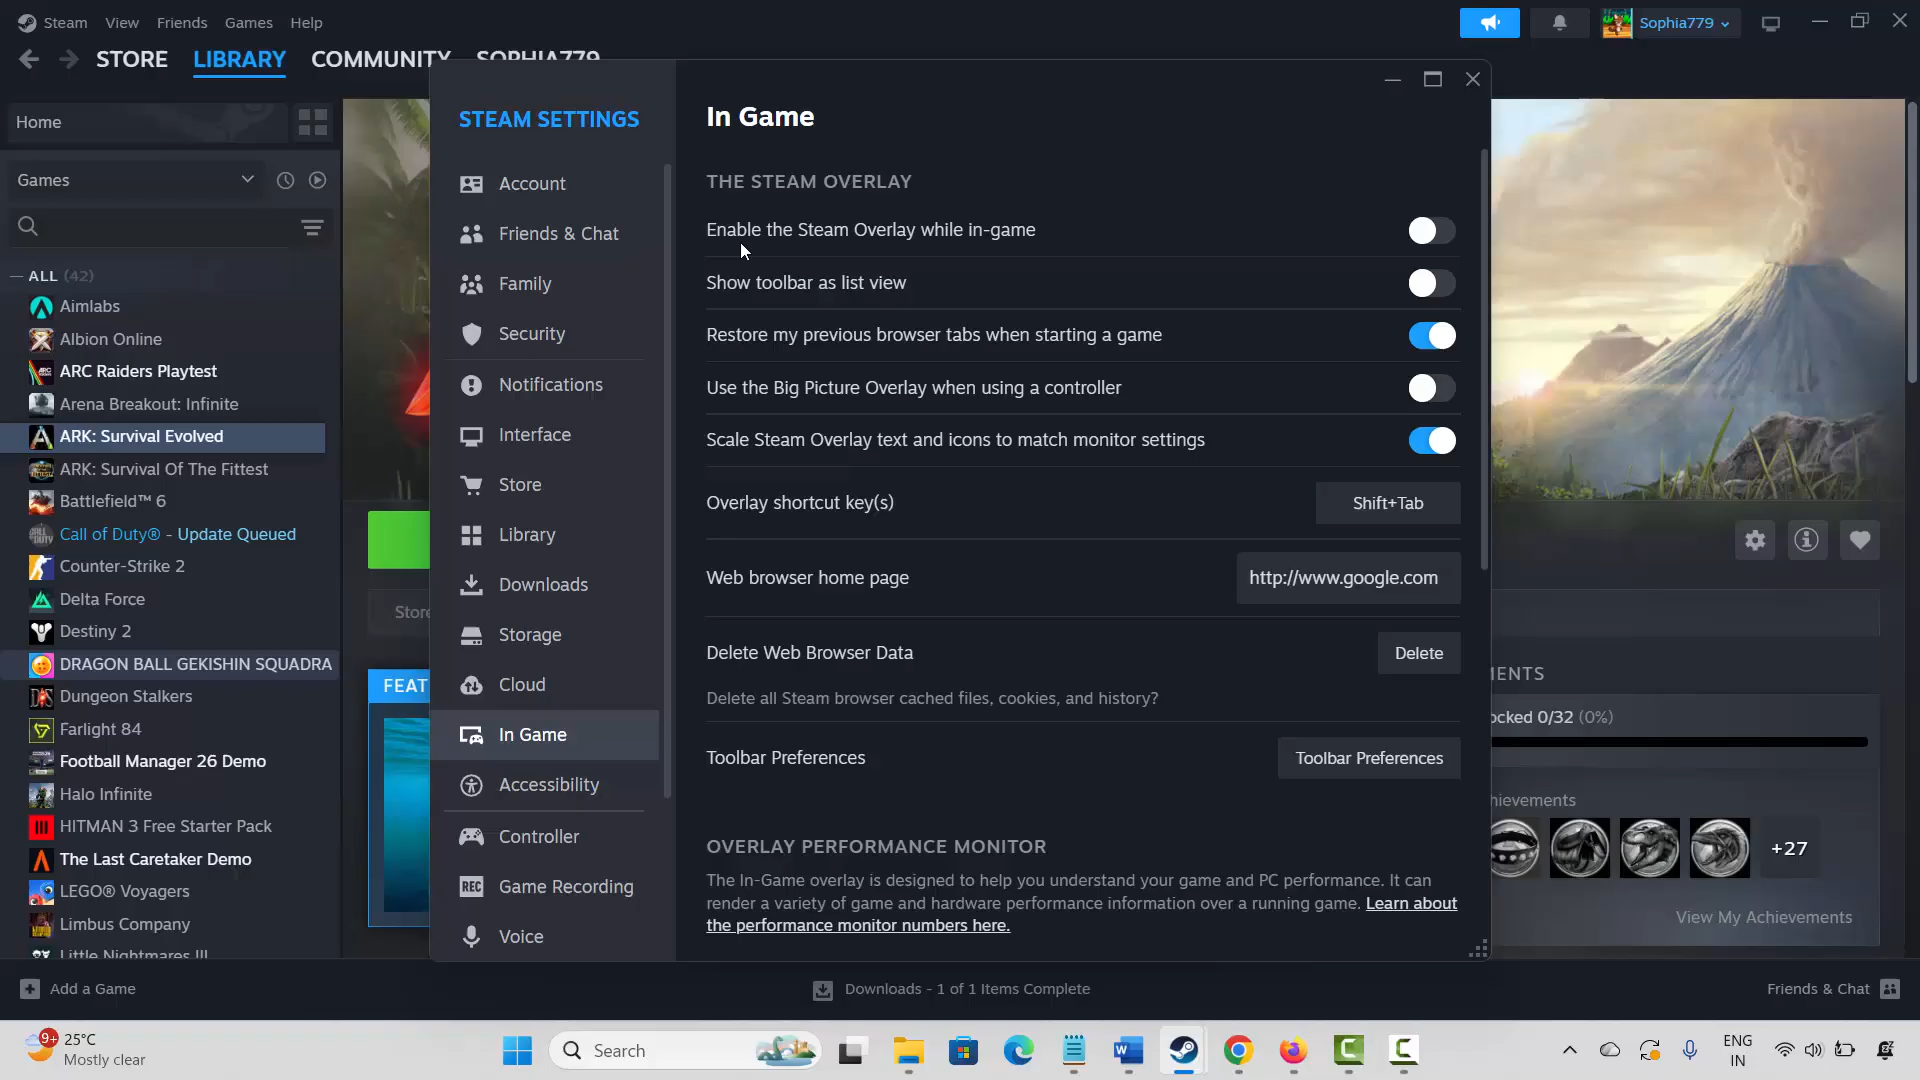 Steam View Friends Games Help
Sophia779
STORE LIBRARY COMMUNITY SOPHIA779
Home
Games
ALL (42)
Aimlabs
Albion Online
ARC Raiders Playtest
Arena Breakout: Infinite
ARK: Survival Evolved
ARK: Survival Of The Fittest
Battlefield™ 6
Call of Duty® - Update Queued
Counter-Strike 2
Delta Force
Destiny 2
DRAGON BALL GEKISHIN SQUADRA
Dungeon Stalkers
Farlight 84
Football Manager 26 Demo
Halo Infinite
HITMAN 3 Free Starter Pack
The Last Caretaker Demo
LEGO® Voyagers
Limbus Company
Little Nightmares III
Store
FEAT
STEAM SETTINGS
Account
Friends & Chat
Family
Security
Notifications
Interface
Store
Library
Downloads
Storage
Cloud
In Game
Accessibility
Controller
REC Game Recording
Voice
In Game
THE STEAM OVERLAY
Enable the Steam Overlay while in-game
Show toolbar as list view
Restore my previous browser tabs when starting a game
Use the Big Picture Overlay when using a controller
Scale Steam Overlay text and icons to match monitor settings
Overlay shortcut key(s) Shift+Tab
Web browser home page http://www.google.com
Delete Web Browser Data Delete
Delete all Steam browser cached files, cookies, and history?
Toolbar Preferences Toolbar Preferences
OVERLAY PERFORMANCE MONITOR
The In-Game overlay is designed to help you understand your game and PC performance. It can
render a variety of game and hardware performance information over a running game. Learn about
the performance monitor numbers here.
MENTS
ocked 0/32 (0%)
hievements
+27
View My Achievements
Add a Game
Downloads - 1 of 1 Items Complete
Friends & Chat
9+ 25°C
Mostly clear
Search
ENG
IN